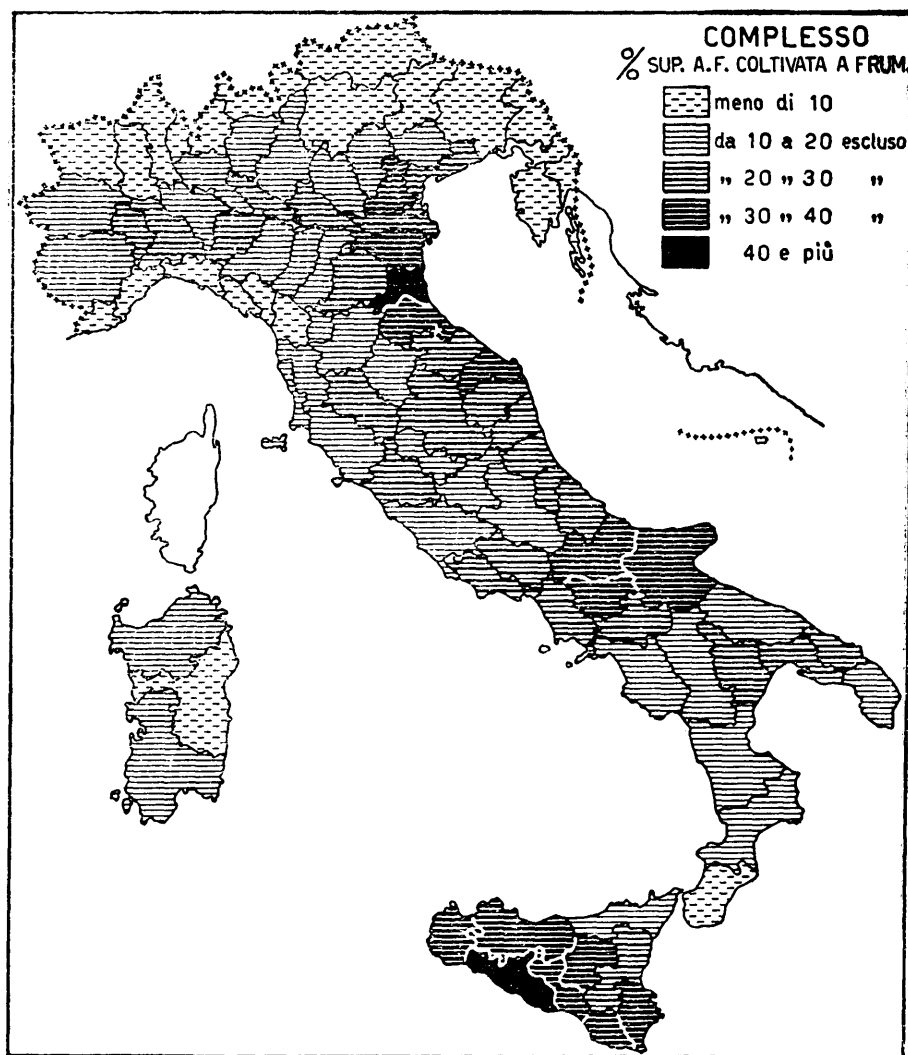 COMPLESSO
% SUP. A.F. COLTIVATA A FRUM.
meno di 10
da 10 a 20 escluso
„ 20 „ 30 „
„ 30 „ 40 „
40 e più